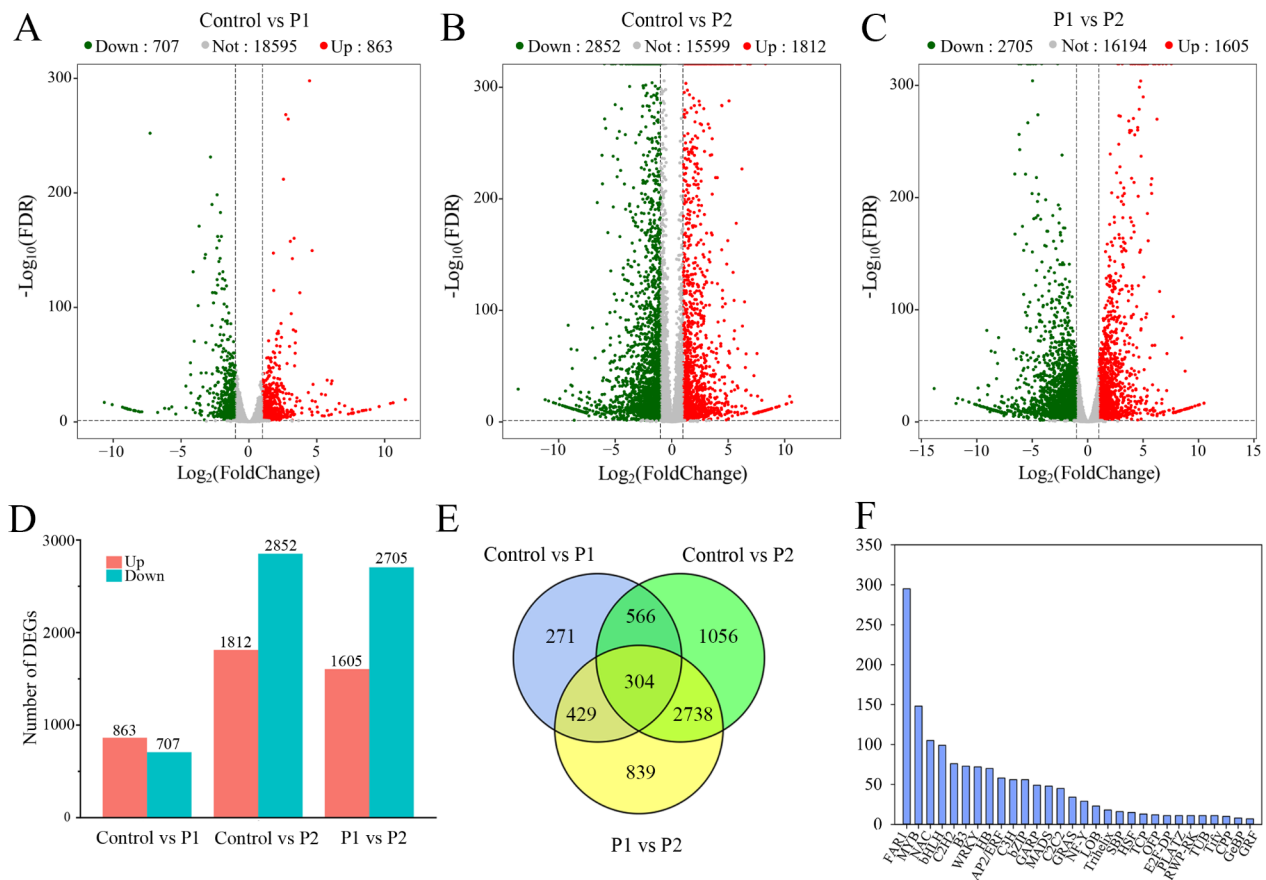 A
Control vs P1
Down : 707 Not : 18595 Up : 863
-Log10(FDR)
300
200
100
0
−10 −5 0 5 10
Log2(FoldChange)
B
Control vs P2
Down : 2852 Not : 15599 Up : 1812
-Log10(FDR)
300
200
100
0
−10 −5 0 5 10
Log2(FoldChange)
C
P1 vs P2
Down : 2705 Not : 16194 Up : 1605
-Log10(FDR)
300
200
100
0
−15 −10 −5 0 5 10 15
Log2(FoldChange)
D
Number of DEGs
3000
2000
1000
0
Up
Down
863
707
1812
2852
1605
2705
Control vs P1 Control vs P2 P1 vs P2
E
Control vs P1
Control vs P2
271
566
1056
304
429
2738
839
P1 vs P2
F
350
300
250
200
150
100
50
0
FAR1
MYB
NAC
bHLH
C2H2
B3
WRKY
HB
AP2/ERF
C3H
bZIP
GARP
MADS
C2C2
GRAS
NF-Y
LOB
Trihelix
SBP
HSF
TCP
OFP
E2F-DP
PLATZ
RWP-RK
TUB
Tify
CPP
GeBP
GRF